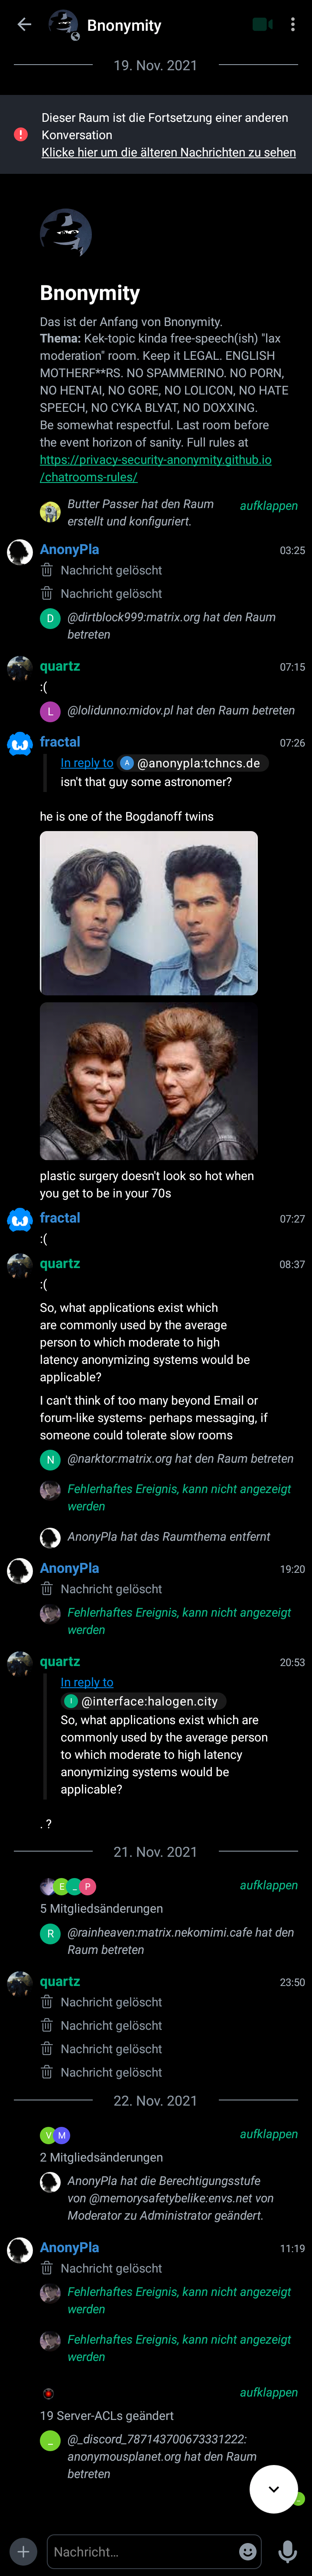 Bnonymity
19. Nov. 2021
Dieser Raum ist die Fortsetzung einer anderen
Konversation
Klicke hier um die älteren Nachrichten zu sehen
Bnonymity
Das ist der Anfang von Bnonymity.
Thema: Kek-topic kinda free-speech(ish) "lax
moderation" room. Keep it LEGAL. ENGLISH
MOTHERF**RS. NO SPAMMERINO. NO PORN,
NO HENTAI, NO GORE, NO LOLICON, NO HATE
SPEECH, NO CYKA BLYAT, NO DOXXING.
Be somewhat respectful. Last room before
the event horizon of sanity. Full rules at
https://privacy-security-anonymity.github.io
/chatrooms-rules/
Butter Passer hat den Raum
erstellt und konfiguriert.
aufklappen
AnonyPla
03:25
Nachricht gelöscht
Nachricht gelöscht
D
@dirtblock999:matrix.org hat den Raum
betreten
quartz
07:15
:(
L
@lolidunno:midov.pl hat den Raum betreten
fractal
07:26
In reply to A @anonypla:tchncs.de
isn't that guy some astronomer?
he is one of the Bogdanoff twins
plastic surgery doesn't look so hot when
you get to be in your 70s
fractal
07:27
:(
quartz
08:37
:(
So, what applications exist which
are commonly used by the average
person to which moderate to high
latency anonymizing systems would be
applicable?
I can't think of too many beyond Email or
forum-like systems- perhaps messaging, if
someone could tolerate slow rooms
N
@narktor:matrix.org hat den Raum betreten
Fehlerhaftes Ereignis, kann nicht angezeigt
werden
AnonyPla hat das Raumthema entfernt
AnonyPla
19:20
Nachricht gelöscht
Fehlerhaftes Ereignis, kann nicht angezeigt
werden
quartz
20:53
In reply to
I @interface:halogen.city
So, what applications exist which are
commonly used by the average person
to which moderate to high latency
anonymizing systems would be
applicable?
. ?
21. Nov. 2021
E _ P
aufklappen
5 Mitgliedsänderungen
R
@rainheaven:matrix.nekomimi.cafe hat den
Raum betreten
quartz
23:50
Nachricht gelöscht
Nachricht gelöscht
Nachricht gelöscht
Nachricht gelöscht
22. Nov. 2021
V M
aufklappen
2 Mitgliedsänderungen
AnonyPla hat die Berechtigungsstufe
von @memorysafetybelike:envs.net von
Moderator zu Administrator geändert.
AnonyPla
11:19
Nachricht gelöscht
Fehlerhaftes Ereignis, kann nicht angezeigt
werden
Fehlerhaftes Ereignis, kann nicht angezeigt
werden
aufklappen
19 Server-ACLs geändert
_
@_discord_787143700673331222:
anonymousplanet.org hat den Raum
betreten
Nachricht…